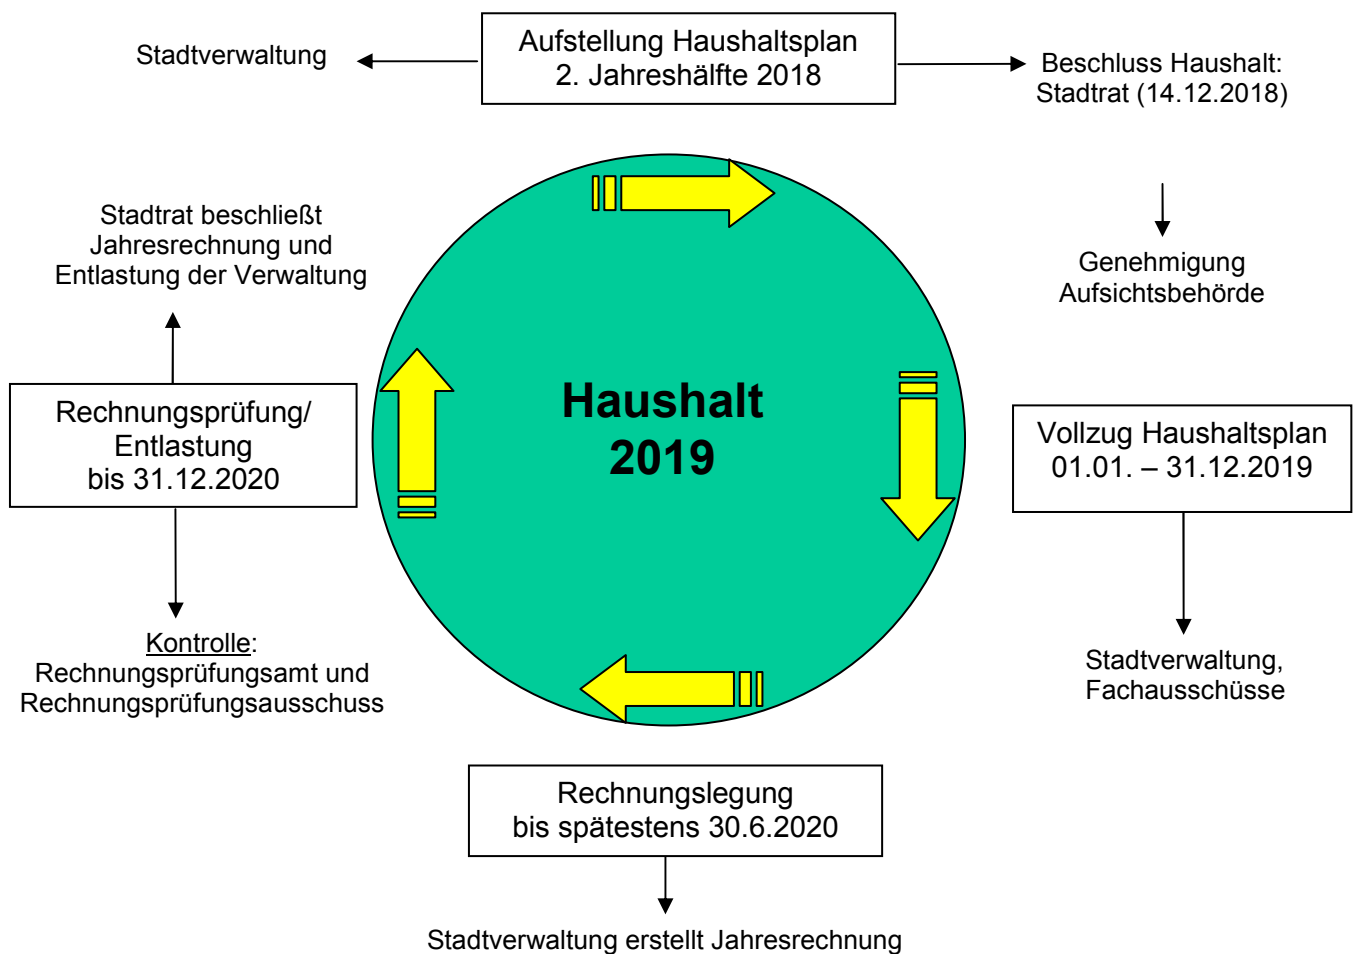 Stadtverwaltung
Aufstellung Haushaltsplan
2. Jahreshälfte 2018
Beschluss Haushalt:
Stadtrat (14.12.2018)
Stadtrat beschließt
Jahresrechnung und
Entlastung der Verwaltung
Genehmigung
Aufsichtsbehörde
Rechnungsprüfung/
Entlastung
bis 31.12.2020
Haushalt
2019
Vollzug Haushaltsplan
01.01. – 31.12.2019
Kontrolle:
Rechnungsprüfungsamt und
Rechnungsprüfungsausschuss
Stadtverwaltung,
Fachausschüsse
Rechnungslegung
bis spätestens 30.6.2020
Stadtverwaltung erstellt Jahresrechnung